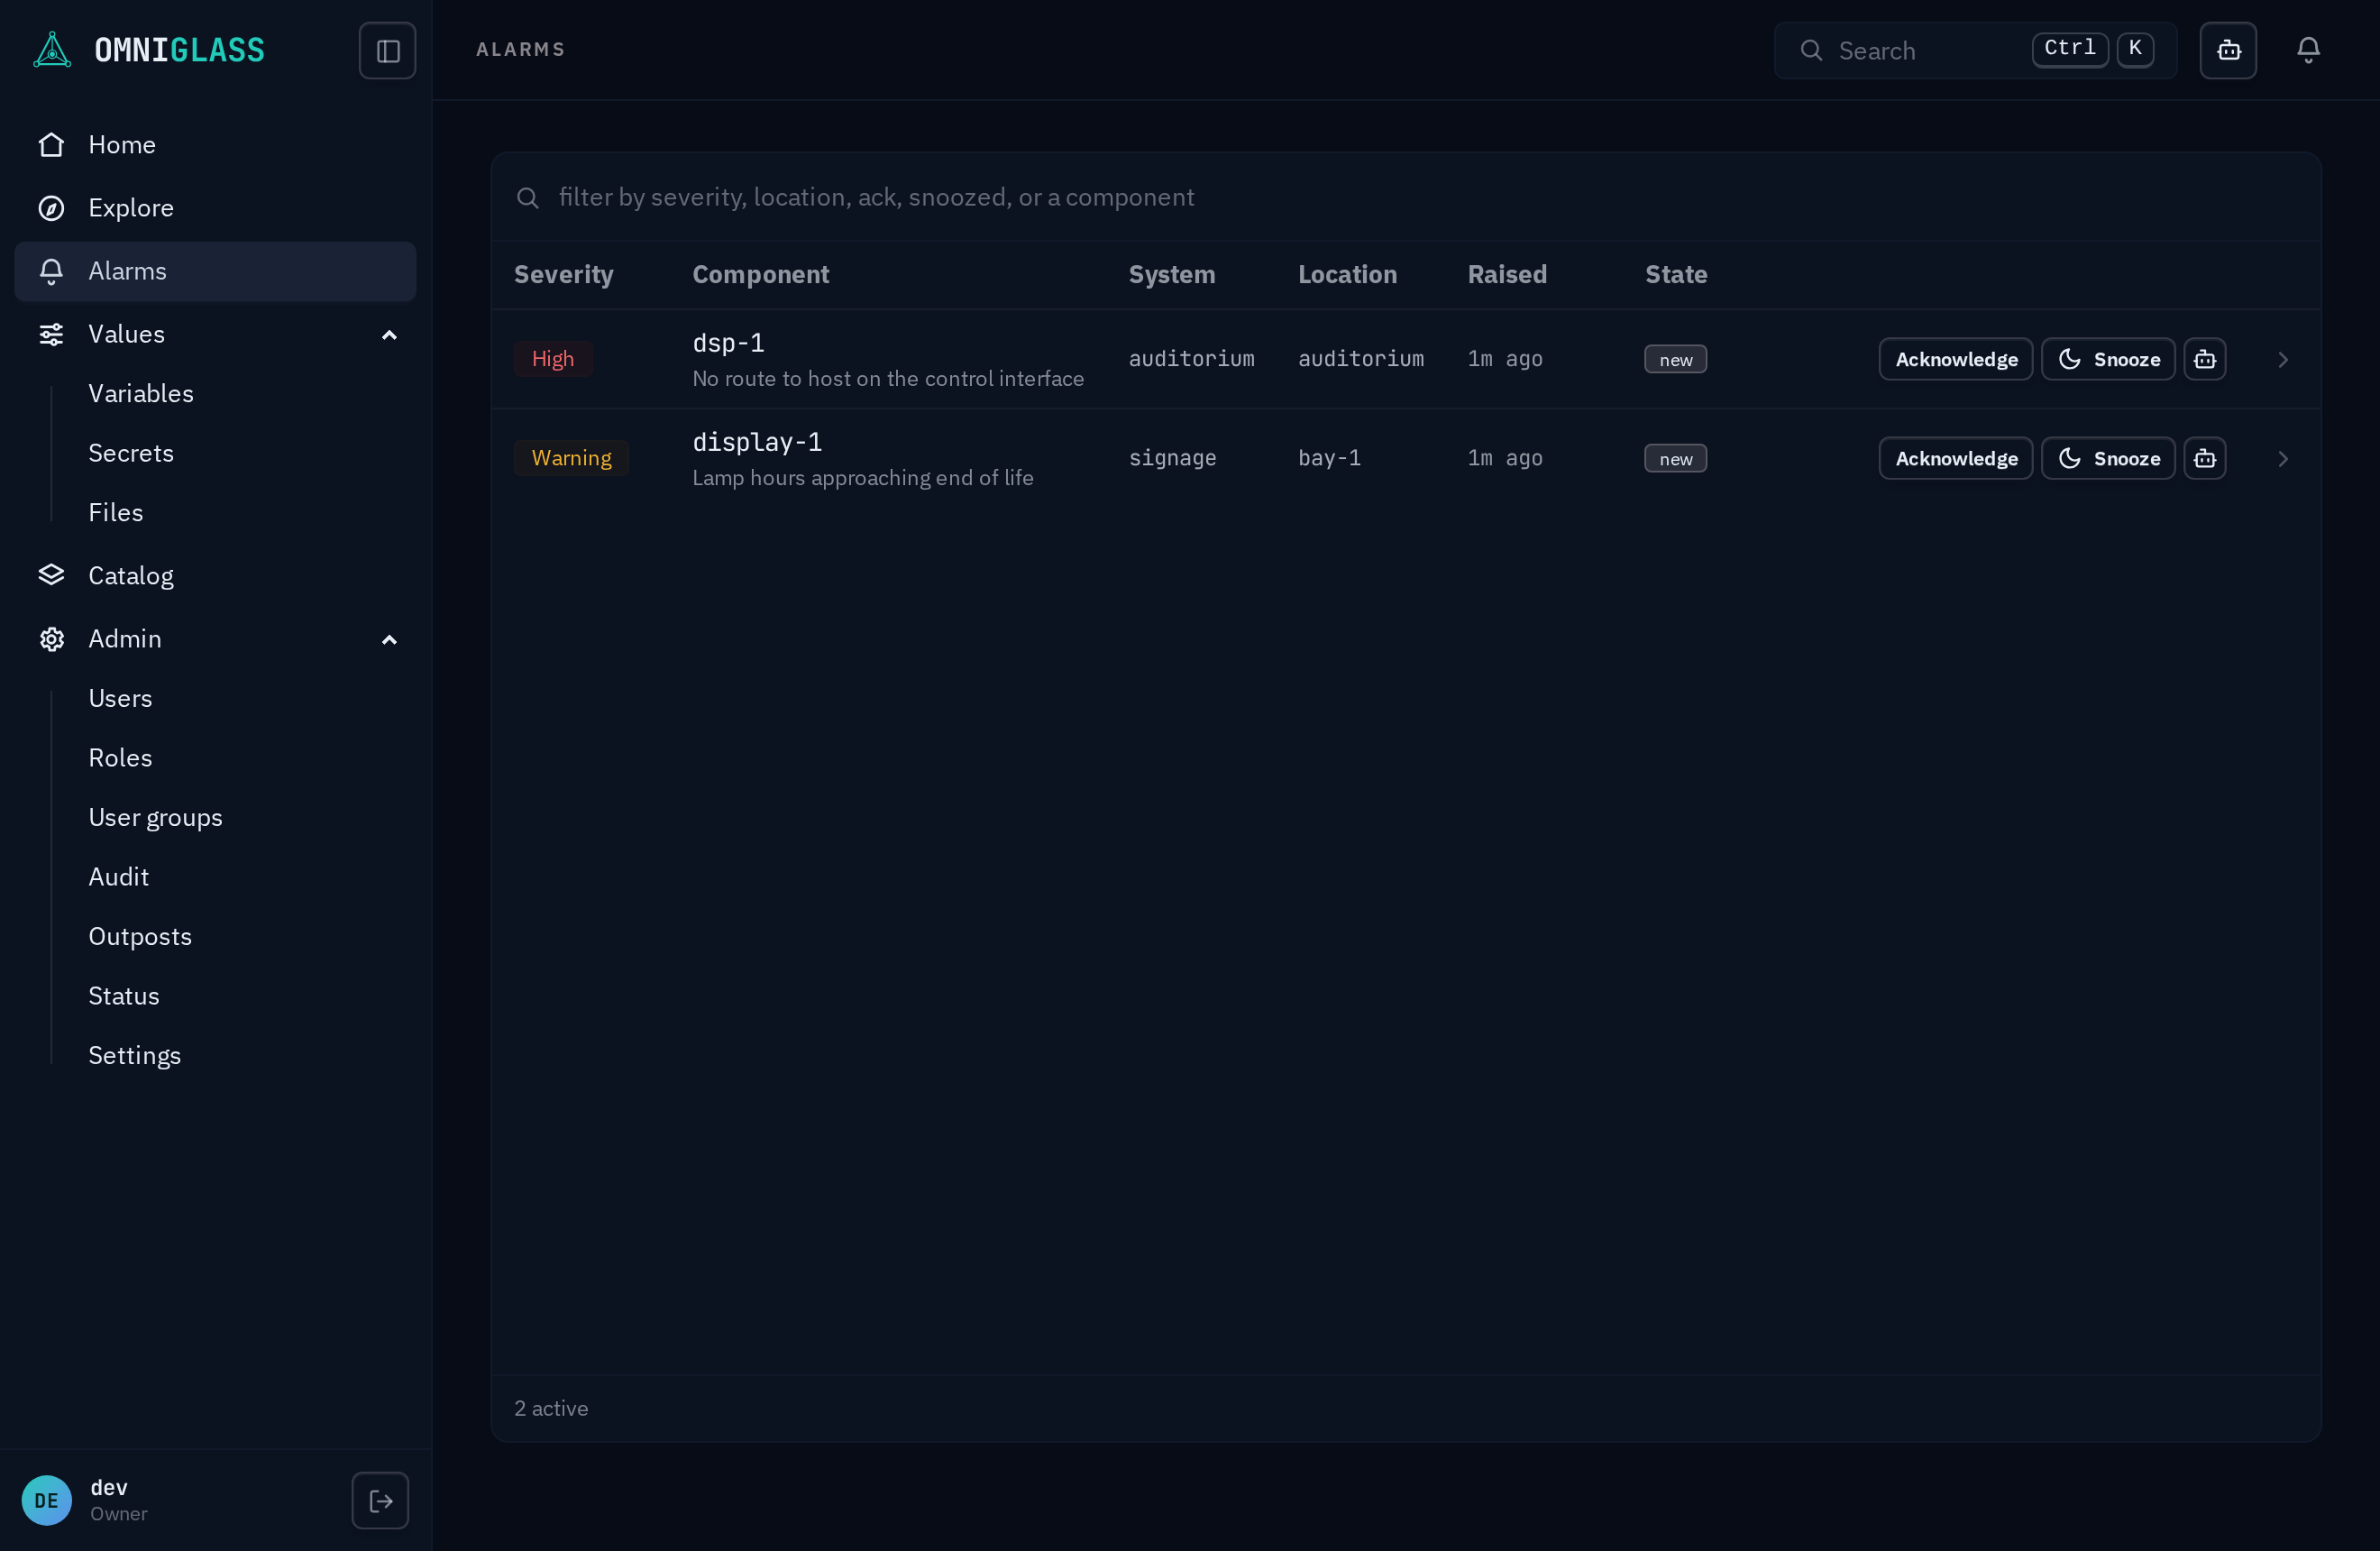 OMNIGLASS
ALARMS
Search Ctrl K
Home
Explore
Alarms
Values
Variables
Secrets
Files
Catalog
Admin
Users
Roles
User groups
Audit
Outposts
Status
Settings
DE dev
Owner
filter by severity, location, ack, snoozed, or a component
Severity Component System Location Raised State
High dsp-1 auditorium auditorium 1m ago new Acknowledge Snooze
No route to host on the control interface
Warning display-1 signage bay-1 1m ago new Acknowledge Snooze
Lamp hours approaching end of life
2 active